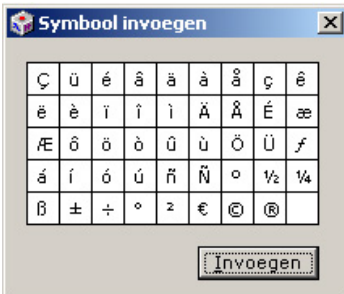 Symbool invoegen
Ç ü é â ä à å ç ê
ë è ï î ì Ä Å É æ
Æ ô ö ò û ù Ö Ü ƒ
á í ó ú ñ Ñ º ½ ¼
ß ± ÷ ° ² € © ®
Invoegen